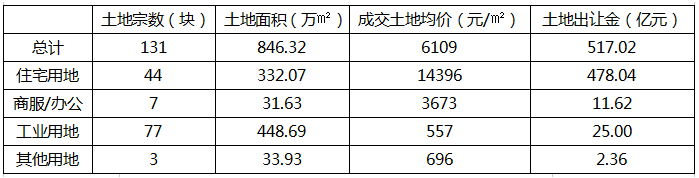 土地宗数（块） 土地面积（万㎡） 成交土地均价（元/㎡） 土地出让金（亿元）
总计 131 846.32 6109 517.02
住宅用地 44 332.07 14396 478.04
商服/办公 7 31.63 3673 11.62
工业用地 77 448.69 557 25.00
其他用地 3 33.93 696 2.36